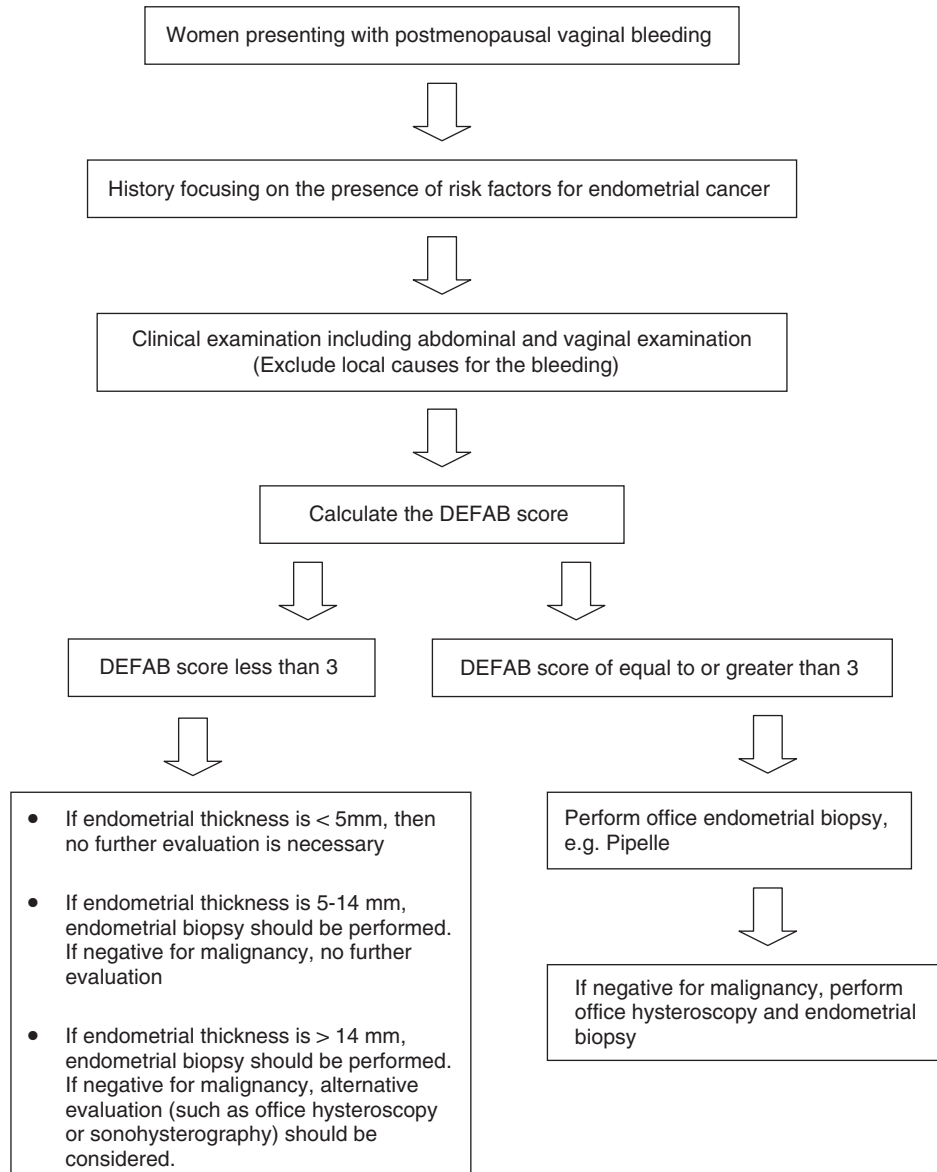 Women presenting with postmenopausal vaginal bleeding
History focusing on the presence of risk factors for endometrial cancer
Clinical examination including abdominal and vaginal examination
(Exclude local causes for the bleeding)
Calculate the DEFAB score
DEFAB score less than 3
DEFAB score of equal to or greater than 3
• If endometrial thickness is < 5mm, then
no further evaluation is necessary
• If endometrial thickness is 5-14 mm,
endometrial biopsy should be performed.
If negative for malignancy, no further
evaluation
• If endometrial thickness is > 14 mm,
endometrial biopsy should be performed.
If negative for malignancy, alternative
evaluation (such as office hysteroscopy
or sonohysterography) should be
considered.
Perform office endometrial biopsy,
e.g. Pipelle
If negative for malignancy, perform
office hysteroscopy and endometrial
biopsy